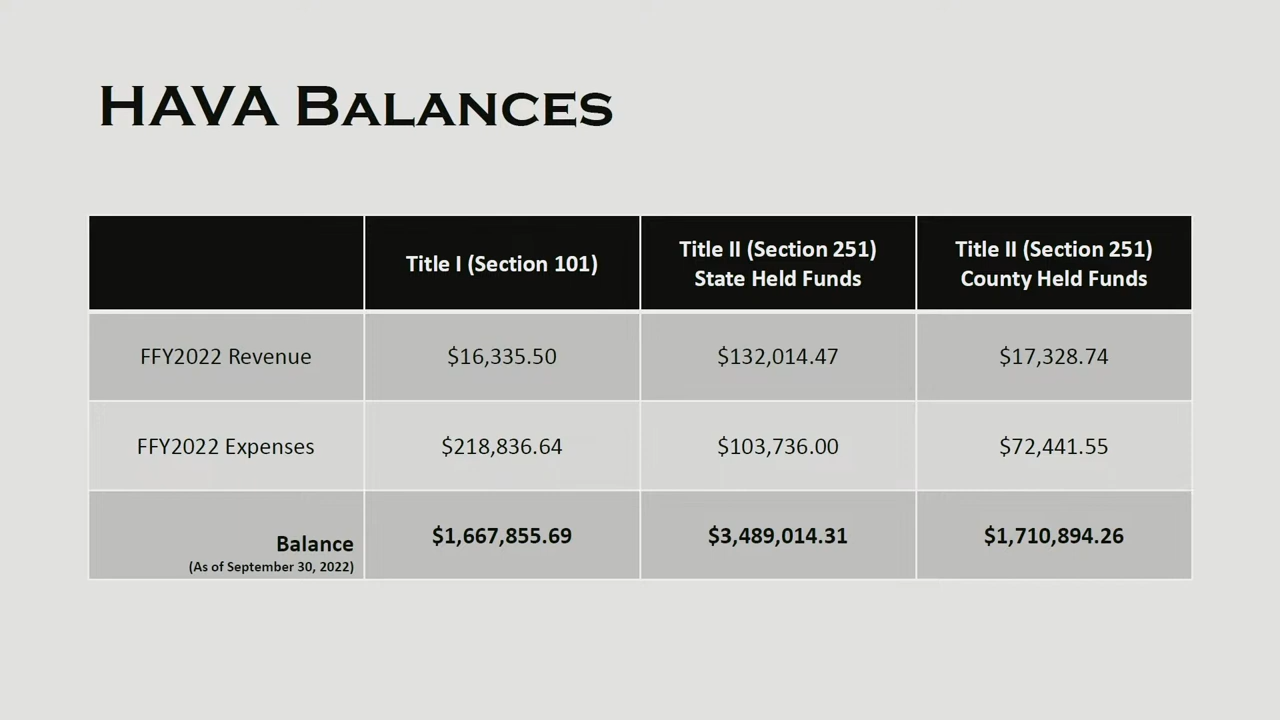 HAVA BALANCES
Title I (Section 101)
Title II (Section 251)
State Held Funds
Title II (Section 251)
County Held Funds
FFY2022 Revenue
$16,335.50
$132,014.47
$17,328.74
FFY2022 Expenses
$218,836.64
$103,736.00
$72,441.55
Balance
(As of September 30, 2022)
$1,667,855.69
$3,489,014.31
$1,710,894.26